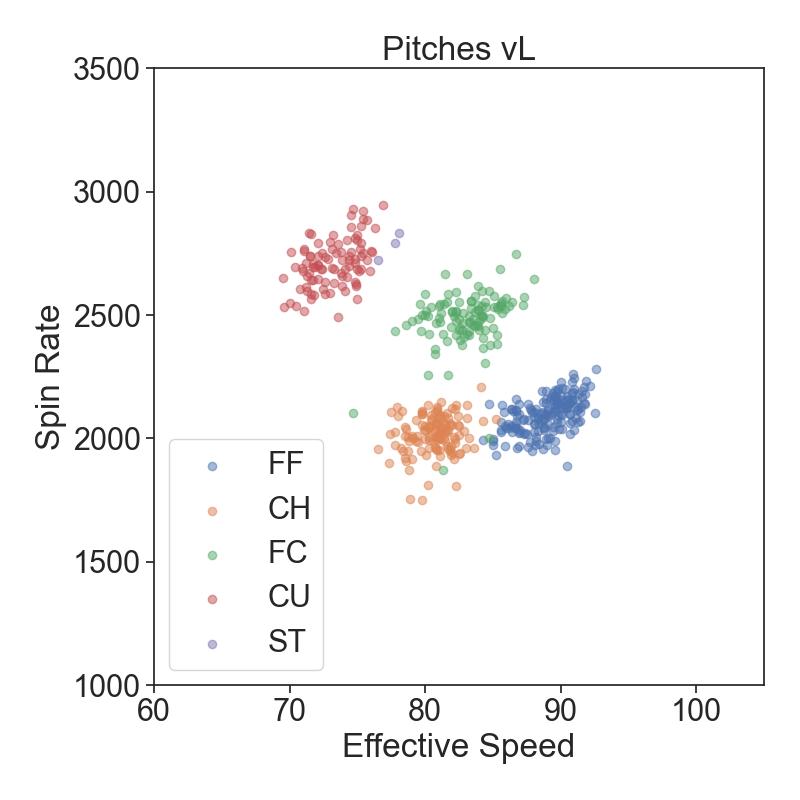 Pitches vL
3500
3000
2500
2000
1500
1000
Spin Rate
FF
CH
FC
CU
ST
60 70 80 90 100
Effective Speed